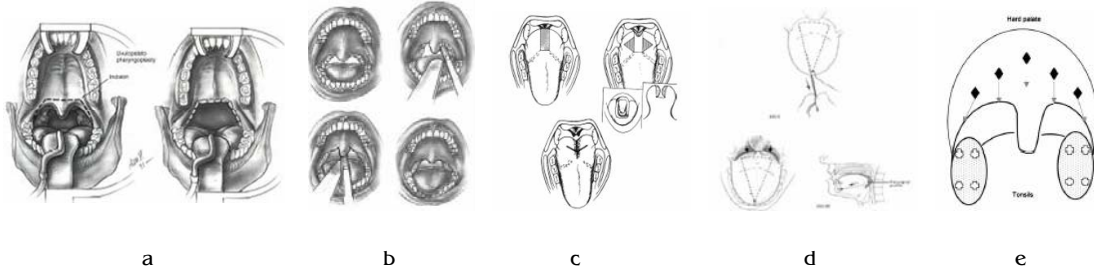 Uvulopalato
pharyngoplasty
Incision
Hard palate
Tonsils
a b c d e